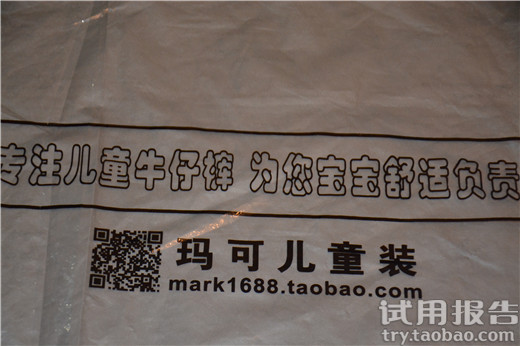 专注儿童牛仔裤 为您宝宝舒适负责
玛可儿童装
mark1688.taobao.com
试用报告
try.taobao.com